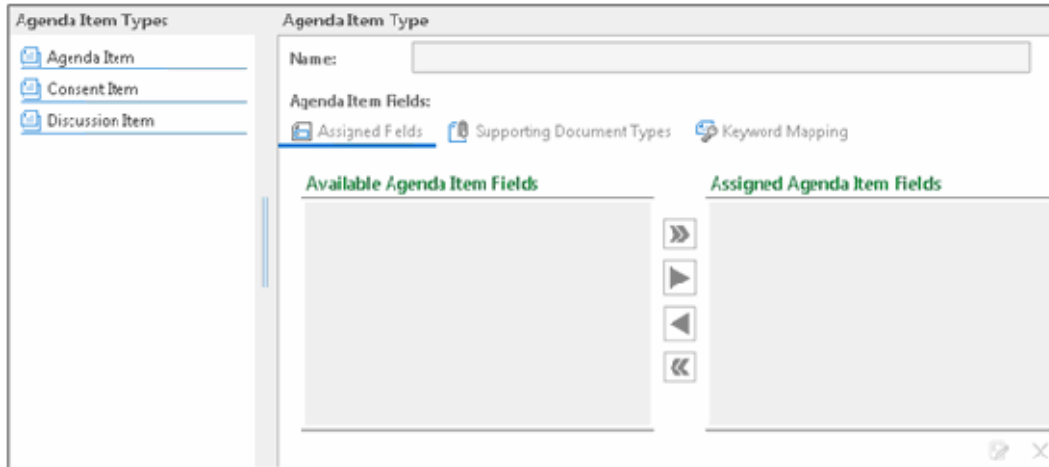 Agenda Item Types
Agenda Item
Consent Item
Discussion Item
Agenda Item Type
Name:
Agenda Item Fields:
Assigned Felds Supporting Document Types Keyword Mapping
Available Agenda Item Fields Assigned Agenda Item Fields